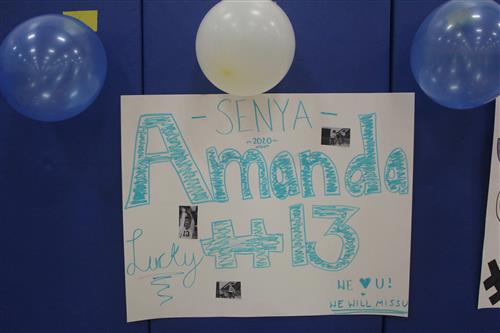 - SENYA -
~2020~
Amanda
#13
Lucky
WE ♥ U!
WE WILL MISS U